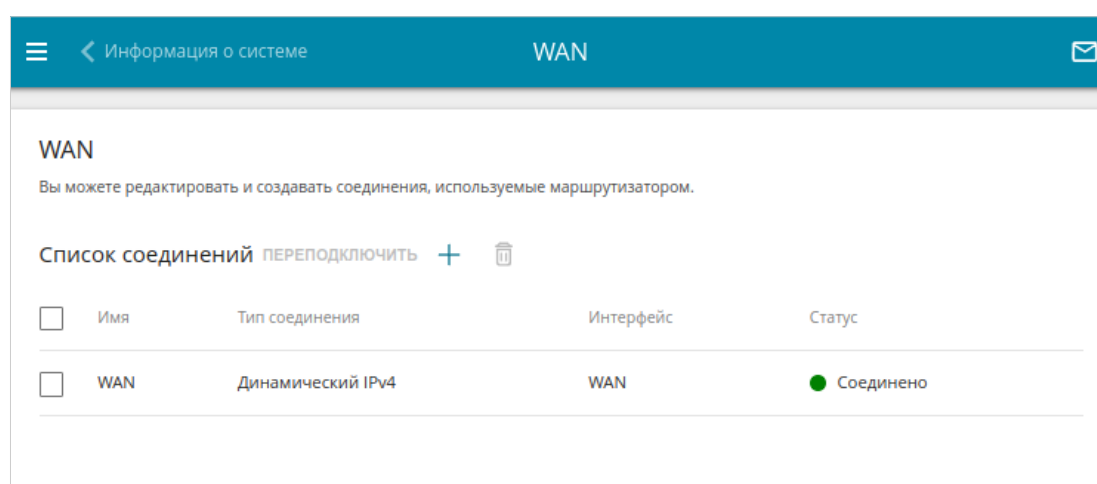 Информация о системе WAN
WAN
Вы можете редактировать и создавать соединения, используемые маршрутизатором.
Список соединений ПЕРЕПОДКЛЮЧИТЬ
Имя Тип соединения Интерфейс Статус
WAN Динамический IPv4 WAN Соединено